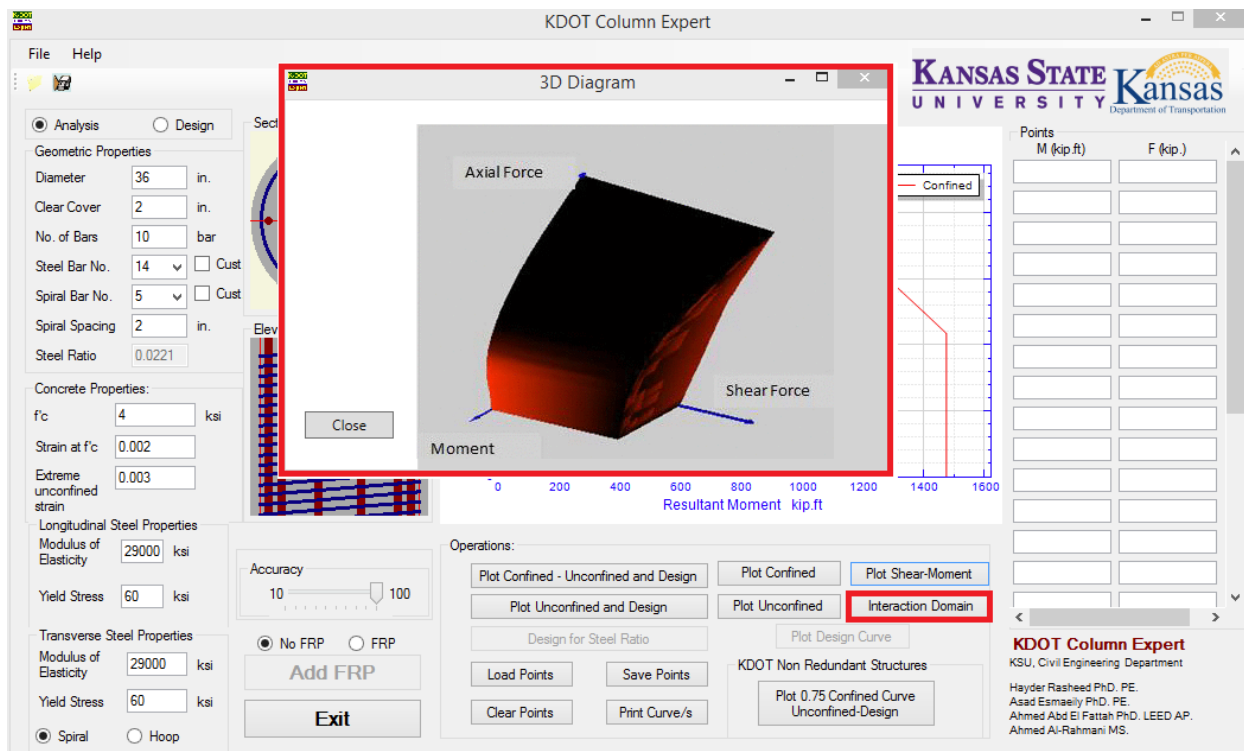 KDOT Column Expert
File Help
KANSAS STATE
UNIVERSITY
Kansas
Department of Transportation
Analysis
Design
Geometric Properties
Diameter 36 in.
Clear Cover 2 in.
No. of Bars 10 bar
Steel Bar No. 14 Cust
Spiral Bar No. 5 Cust
Spiral Spacing 2 in.
Steel Ratio 0.0221
Concrete Properties:
f'c 4 ksi
Strain at f'c 0.002
Extreme
unconfined
strain
0.003
Longitudinal Steel Properties
Modulus of
Elasticity
29000 ksi
Yield Stress 60 ksi
Transverse Steel Properties
Modulus of
Elasticity
29000 ksi
Yield Stress 60 ksi
Spiral
Hoop
Sect
Elev
3D Diagram
Axial Force
Shear Force
Moment
Close
Confined
0 200 400 600 800 1000 1200 1400 1600
Resultant Moment kip.ft
Accuracy
10 100
No FRP
FRP
Add FRP
Exit
Operations:
Plot Confined - Unconfined and Design
Plot Confined
Plot Shear-Moment
Plot Unconfined and Design
Plot Unconfined
Interaction Domain
Design for Steel Ratio
Plot Design Curve
Load Points
Save Points
Clear Points
Print Curve/s
KDOT Non Redundant Structures
Plot 0.75 Confined Curve
Unconfined-Design
Points
M (kip.ft) F (kip.)
KDOT Column Expert
KSU, Civil Engineering Department
Hayder Rasheed PhD. PE.
Asad Esmaeily PhD. PE.
Ahmed Abd El Fattah PhD. LEED AP.
Ahmed Al-Rahmani MS.